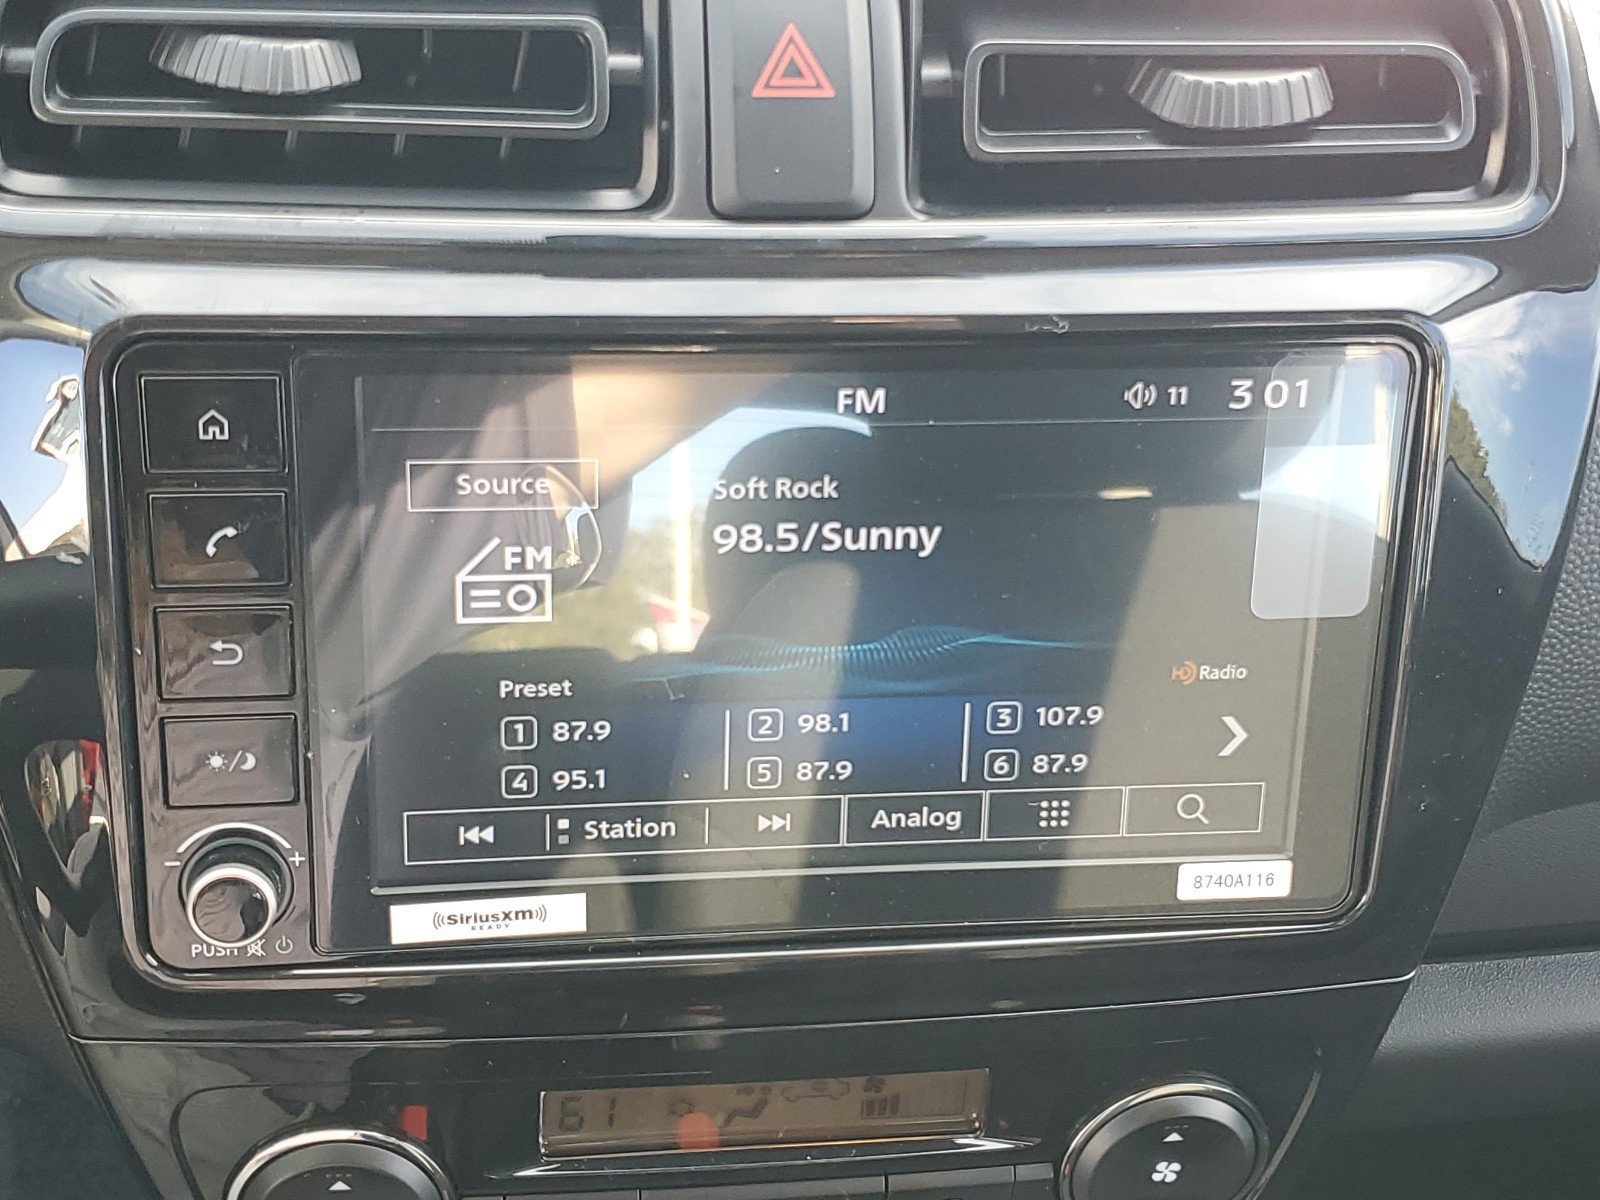 FM
11
3 01
Source
Soft Rock
98.5/Sunny
FM
HD Radio
Preset
1 87.9
2 98.1
3 107.9
4 95.1
5 87.9
6 87.9
Station
Analog
8740A116
((SiriusXM))
READY
- +
PUSH
61